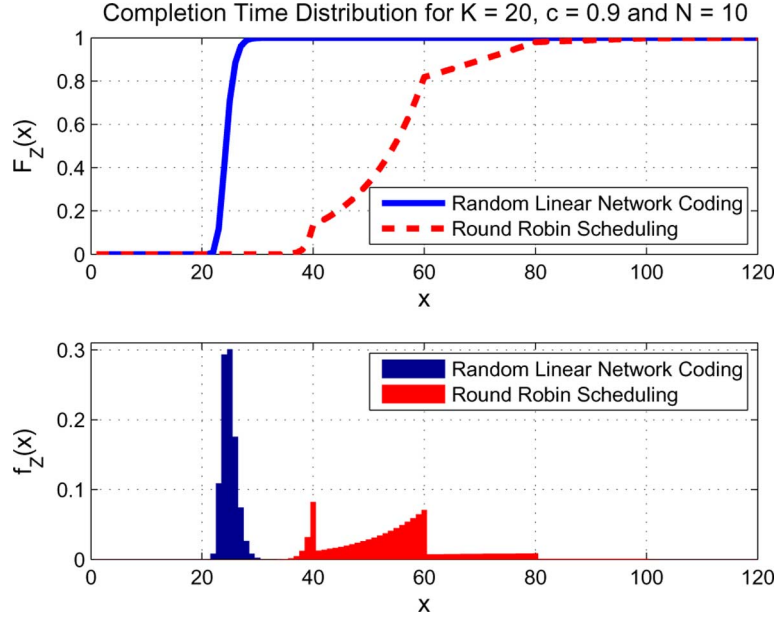 Completion Time Distribution for K = 20, c = 0.9 and N = 10
F_Z(x)
1
0.8
0.6
0.4
0.2
0
Random Linear Network Coding
Round Robin Scheduling
0 20 40 60 80 100 120
x
f_Z(x)
0.3
0.2
0.1
0
Random Linear Network Coding
Round Robin Scheduling
0 20 40 60 80 100 120
x